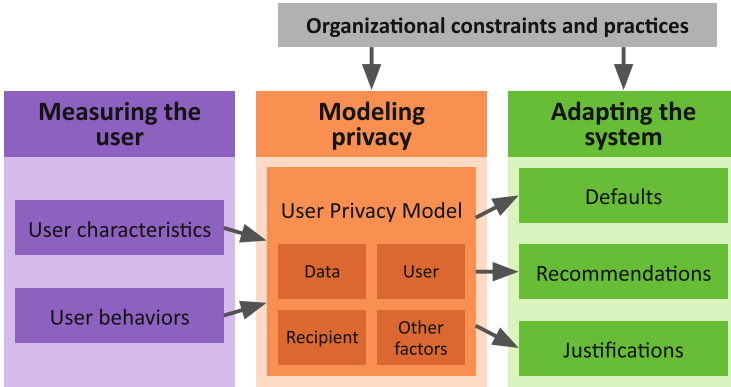 Organizational constraints and practices
Measuring the
user
Modeling
privacy
Adapting the
system
User characteristics
User behaviors
User Privacy Model
Data
User
Recipient
Other
factors
Defaults
Recommendations
Justifications